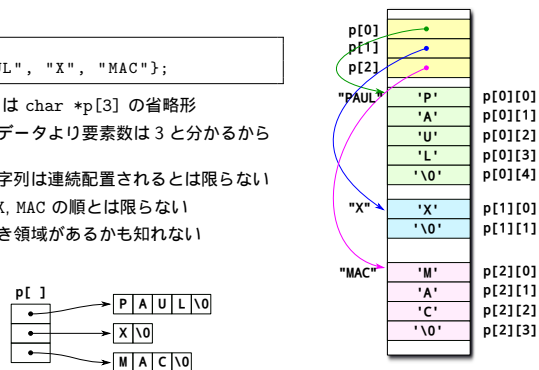 UL", "X", "MAC"};
は char *p[3] の省略形
データより要素数は 3 と分かるから
字列は連続配置されるとは限らない
X, MAC の順とは限らない
き領域があるかも知れない
p[ ]
P A U L \0
X \0
M A C \0
p[0]
p[1]
p[2]
"PAUL" 'P' p[0][0]
'A' p[0][1]
'U' p[0][2]
'L' p[0][3]
'\0' p[0][4]
"X" 'X' p[1][0]
'\0' p[1][1]
"MAC" 'M' p[2][0]
'A' p[2][1]
'C' p[2][2]
'\0' p[2][3]